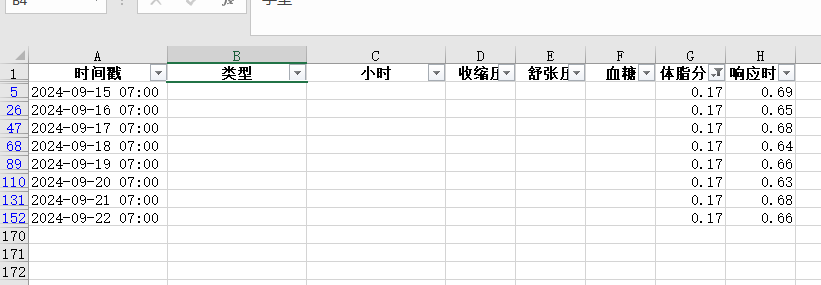 B4
A B C D E F G H
1 时间戳 类型 小时 收缩压 舒张压 血糖 体脂分 响应时
5 2024-09-15 07:00 0.17 0.69
26 2024-09-16 07:00 0.17 0.65
47 2024-09-17 07:00 0.17 0.68
68 2024-09-18 07:00 0.17 0.64
89 2024-09-19 07:00 0.17 0.66
110 2024-09-20 07:00 0.17 0.63
131 2024-09-21 07:00 0.17 0.68
152 2024-09-22 07:00 0.17 0.66
170
171
172